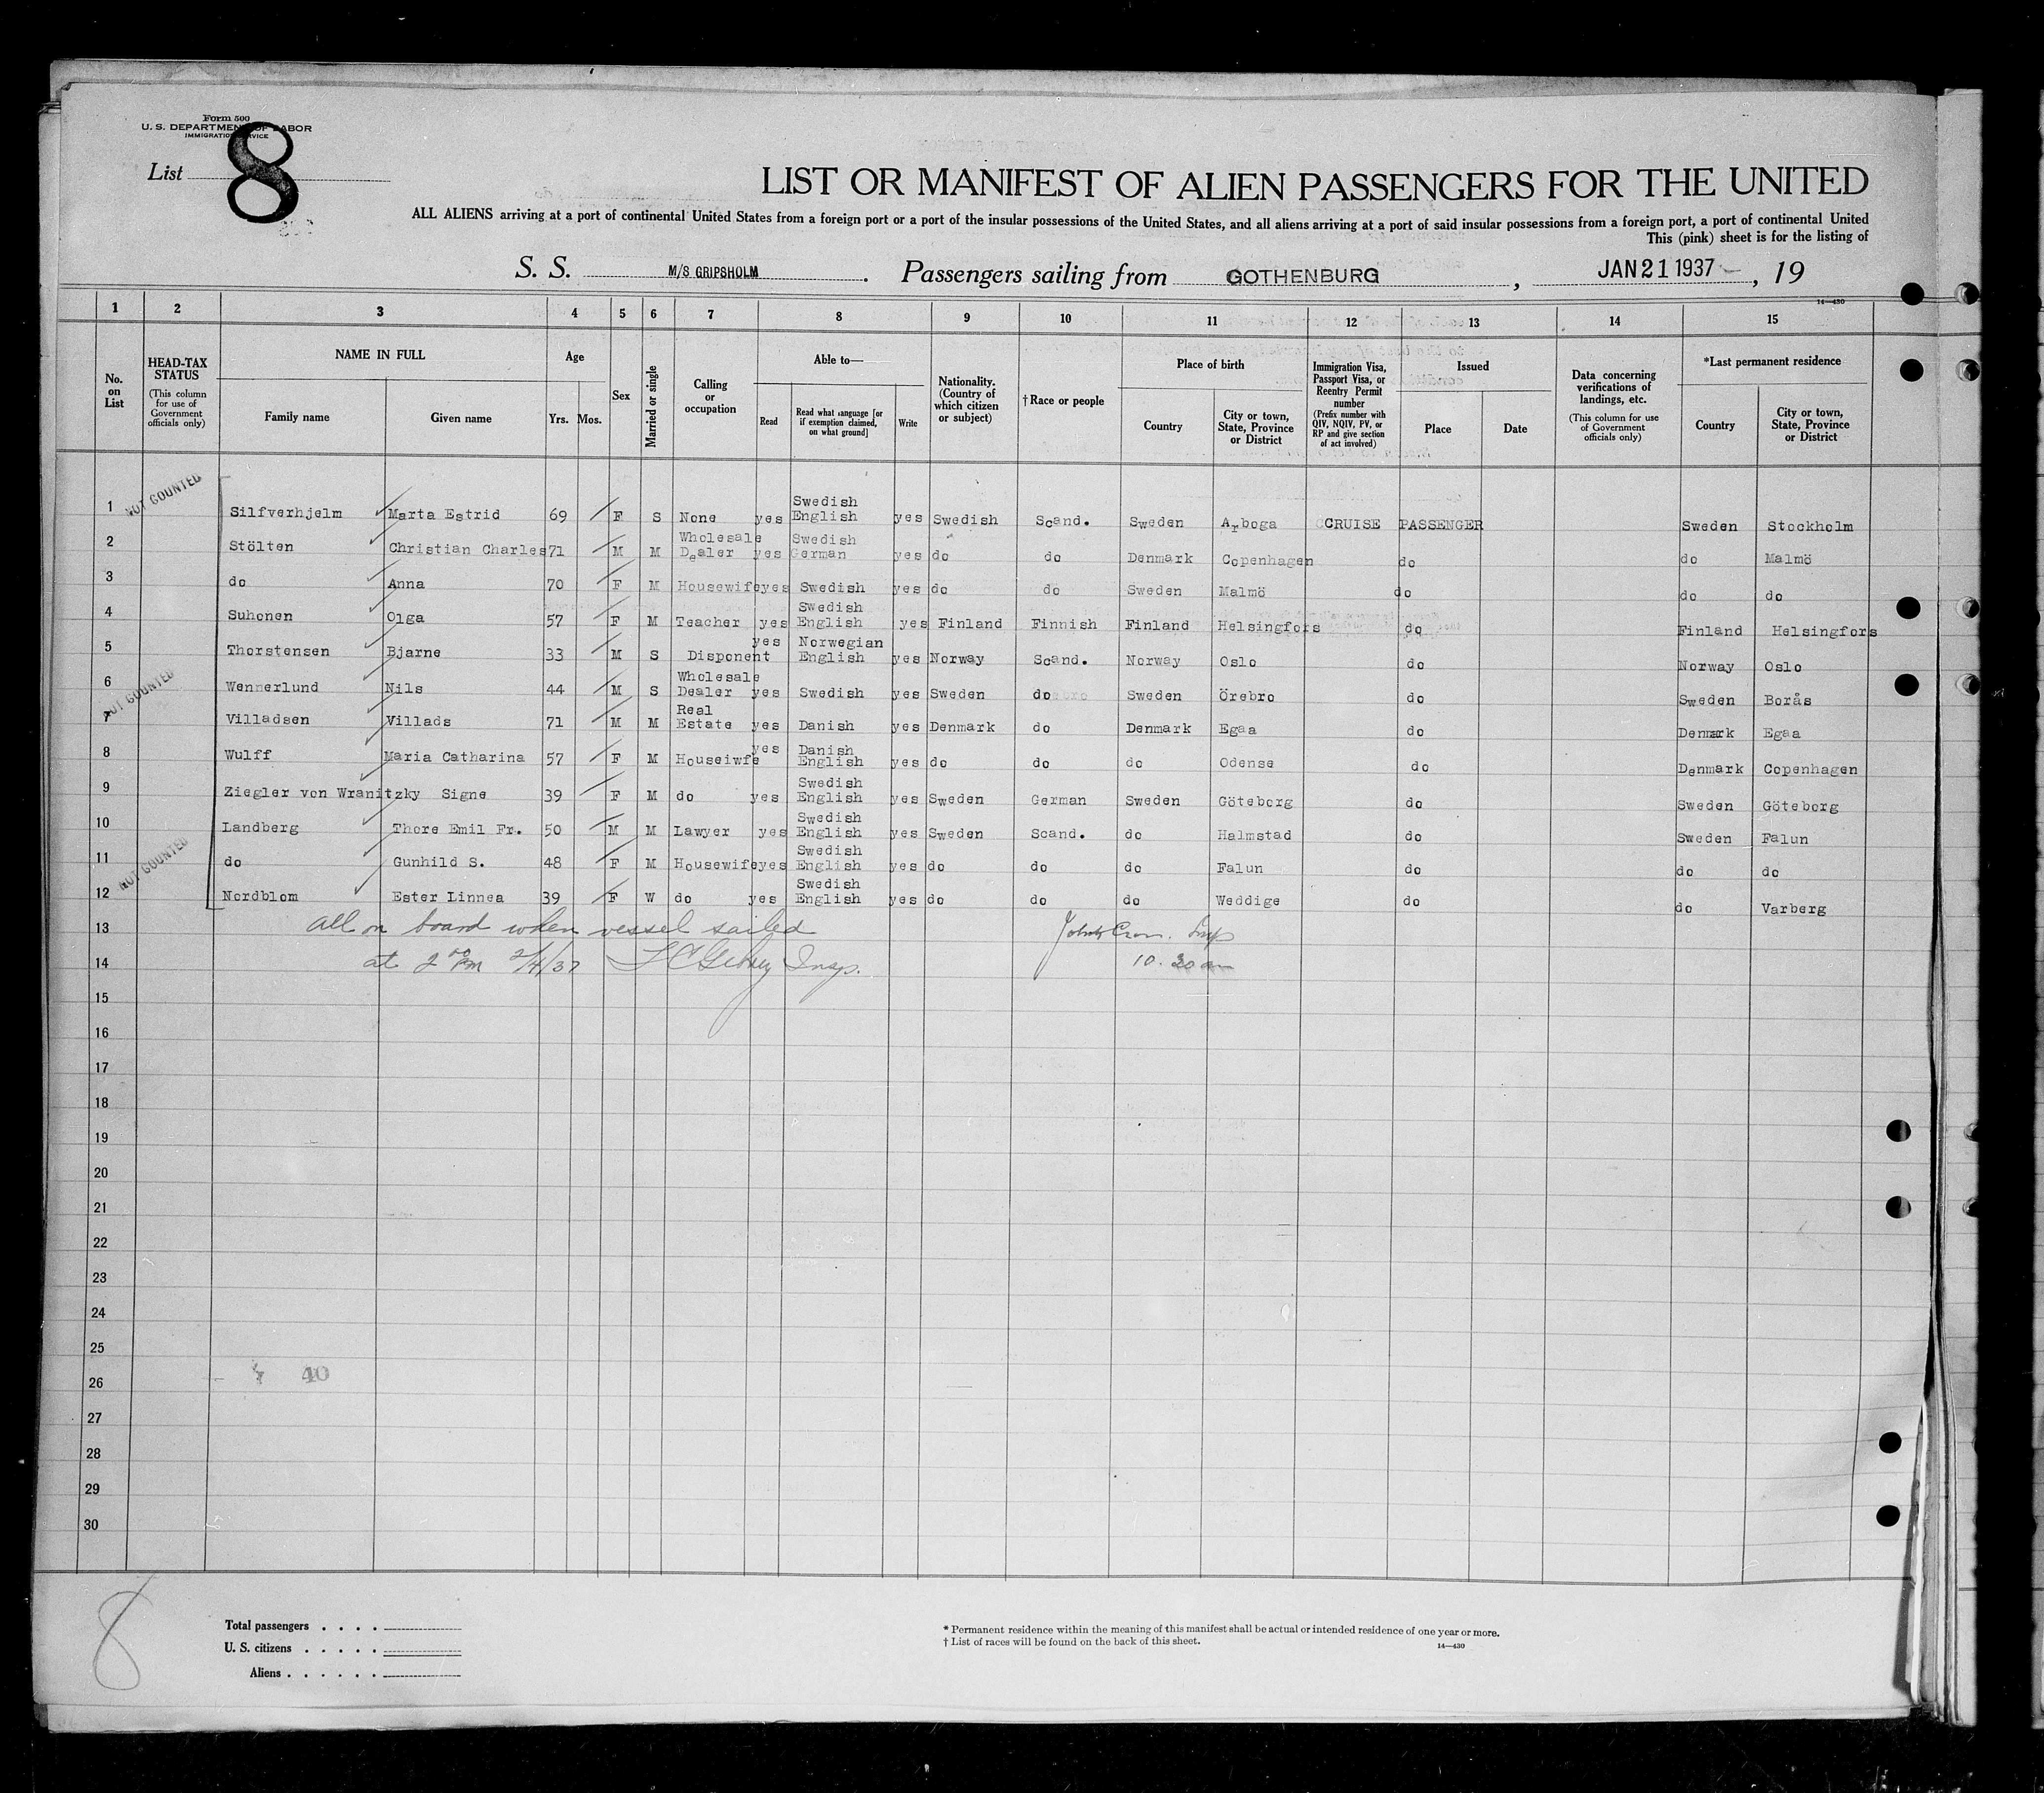 Form 500
U. S. DEPARTMENT OF LABOR
IMMIGRATION SERVICE
List 8
LIST OR MANIFEST OF ALIEN PASSENGERS FOR THE UNITED
ALL ALIENS arriving at a port of continental United States from a foreign port or a port of the insular possessions of the United States, and all aliens arriving at a port of said insular possessions from a foreign port, a port of continental United
This (pink) sheet is for the listing of
S. S. M/S GRIPSHOLM. Passengers sailing from GOTHENBURG, JAN 21 1937, 19
14—430
1 2 3 4 5 6 7 8 9 10 11 12 13 14 15
No. on List
HEAD-TAX STATUS
(This column for use of Government officials only)
NAME IN FULL
Family name Given name
Age
Yrs. Mos.
Sex
Married or single
Calling or occupation
Able to—
Read
Read what language [or if exemption claimed, on what ground]
Write
Nationality. (Country of which citizen or subject)
†Race or people
Place of birth
Country
City or town, State, Province or District
Immigration Visa, Passport Visa, or Reentry Permit number
(Prefix number with QIV, NQIV, PV, or RP and give section of act involved)
Issued
Place Date
Data concerning verifications of landings, etc.
(This column for use of Government officials only)
*Last permanent residence
Country
City or town, State, Province or District
1 NOT COUNTED Silfverhjelm Marta Estrid 69 F S None yes Swedish English yes Swedish Scand. Sweden Arboga CCRUISE PASSENGER Sweden Stockholm
2 Stölten Christian Charles 71 M M Wholesale Dealer yes Swedish German yes do do Denmark Copenhagen do do Malmö
3 do Anna 70 F M Housewife yes Swedish yes do do Sweden Malmö do do do
4 Suhonen Olga 57 F M Teacher yes Swedish English yes Finland Finnish Finland Helsingfors do Finland Helsingfors
5 Thorstensen Bjarne 33 M S Disponent yes Norwegian English yes Norway Scand. Norway Oslo do Norway Oslo
6 NOT COUNTED Wennerlund Nils 44 M S Wholesale Dealer yes Swedish yes Sweden do Sweden Örebro do Sweden Borås
7 Villadsen Villads 71 M M Real Estate yes Danish yes Denmark do Denmark Egaa do Denmark Egaa
8 Wulff Maria Catharina 57 F M Houseiwfe yes Danish English yes do do do Odense do Denmark Copenhagen
9 Ziegler von Wranitzky Signe 39 F M do yes Swedish English yes Sweden German Sweden Göteborg do Sweden Göteborg
10 Landberg Thore Emil Fr. 50 M M Lawyer yes Swedish English yes Sweden Scand. do Halmstad do Sweden Falun
11 NOT COUNTED do Gunhild S. 48 F M Housewife yes Swedish English yes do do do Falun do do do
12 Nordblom Ester Linnea 39 F W do yes Swedish English yes do do do Weddige do do Varberg
13 All on board when vessel sailed
14 at 2 00 PM 2/4/37 Insp. 10.30 am
15
16
17
18
19
20
21
22
23
24
25
26 40
27
28
29
30
8
Total passengers . . . .
U. S. citizens . . . . .
Aliens . . . . . .
* Permanent residence within the meaning of this manifest shall be actual or intended residence of one year or more.
† List of races will be found on the back of this sheet.
14—430